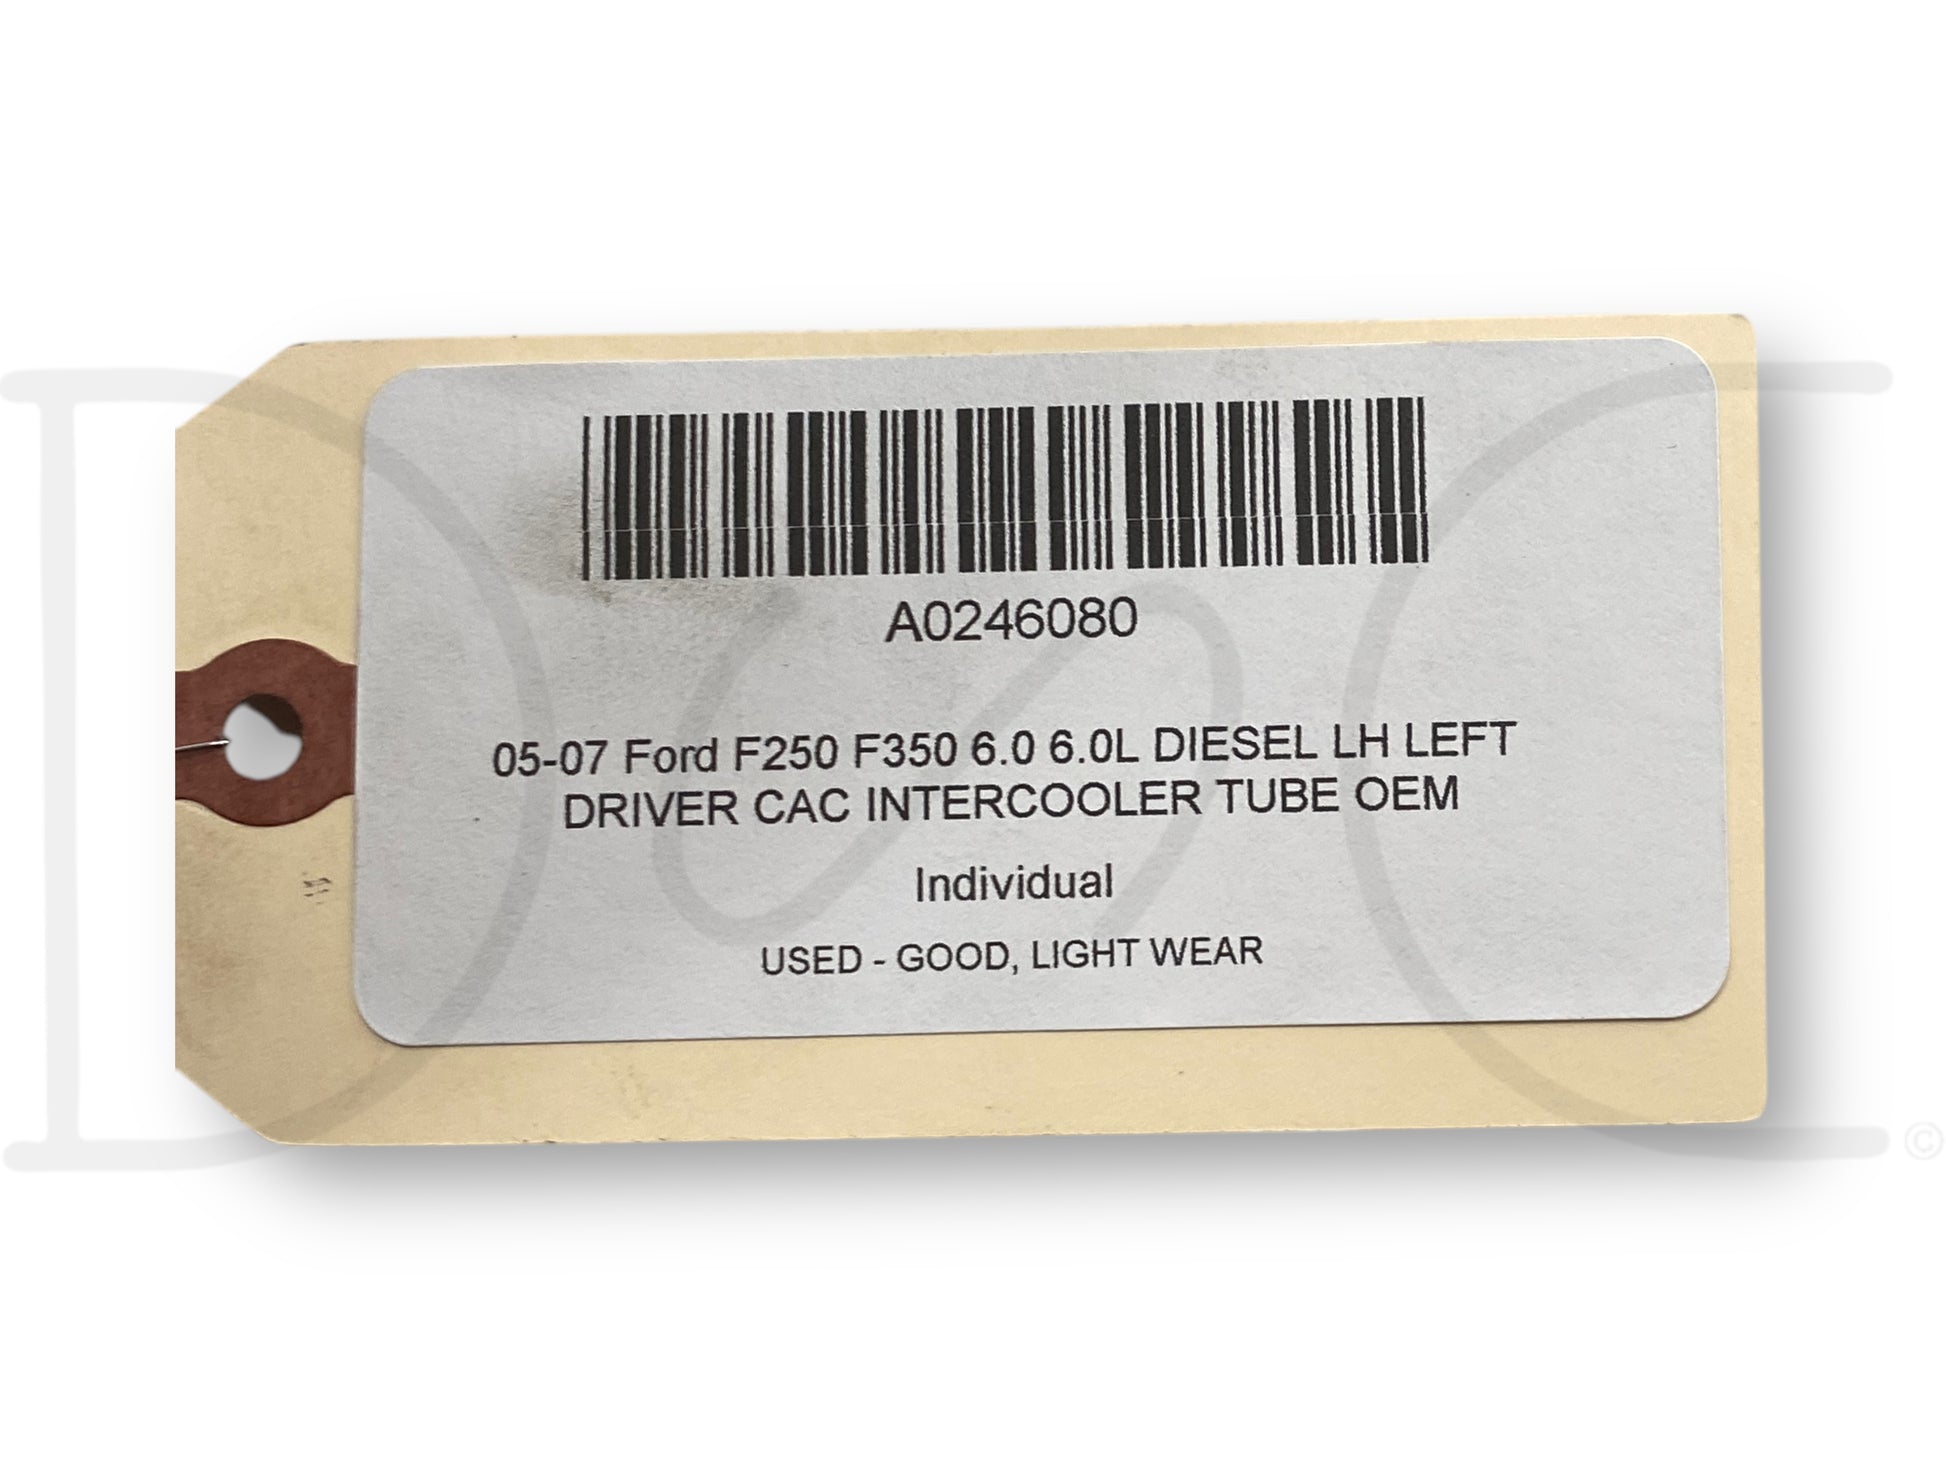 A0246080
05-07 Ford F250 F350 6.0 6.0L DIESEL LH LEFT
DRIVER CAC INTERCOOLER TUBE OEM
Individual
USED - GOOD, LIGHT WEAR
©